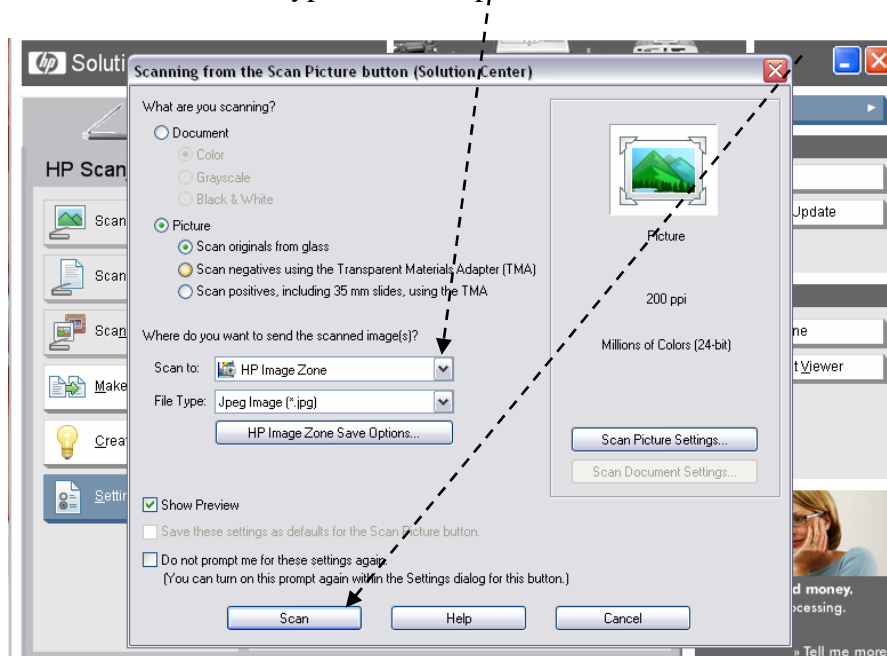 hp Soluti
Scanning from the Scan Picture button (Solution Center)
What are you scanning?
Document
Color
Grayscale
Black & White
Picture
Scan originals from glass
Scan negatives using the Transparent Materials Adapter (TMA)
Scan positives, including 35 mm slides, using the TMA
Where do you want to send the scanned image(s)?
Scan to: HP Image Zone
File Type: Jpeg Image (*.jpg)
HP Image Zone Save Options...
Show Preview
Save these settings as defaults for the Scan Picture button.
Do not prompt me for these settings again.
(You can turn on this prompt again within the Settings dialog for this button.)
Scan Help Cancel
Picture
200 ppi
Millions of Colors (24-bit)
Scan Picture Settings...
Scan Document Settings...
HP Scan
Scan
Scan
Scan
Make
Crea
Settin
Update
ne
t Viewer
d money.
ocessing.
» Tell me more